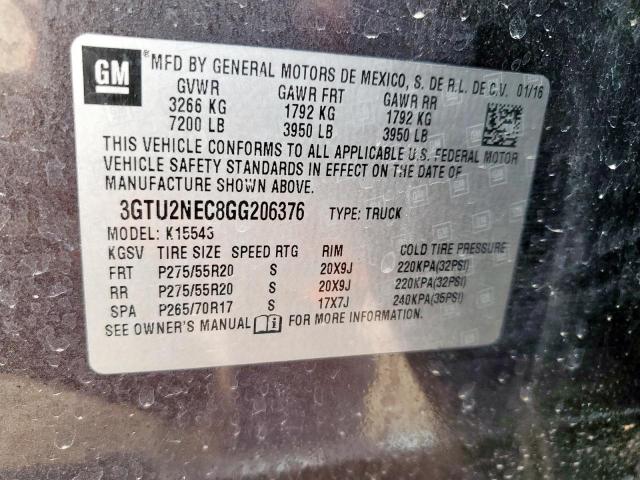 GM ® MFD BY GENERAL MOTORS DE MEXICO, S. DE R.L. DE C.V. 01/16
GVWR GAWR FRT GAWR RR
3266 KG 1792 KG 1792 KG
7200 LB 3950 LB 3950 LB
THIS VEHICLE CONFORMS TO ALL APPLICABLE U.S. FEDERAL MOTOR
VEHICLE SAFETY STANDARDS IN EFFECT ON THE DATE OF
MANUFACTURE SHOWN ABOVE.
3GTU2NEC8GG206376 TYPE: TRUCK
MODEL: K15543
KGSV TIRE SIZE SPEED RTG RIM COLD TIRE PRESSURE
FRT P275/55R20 S 20X9J 220KPA(32PSI)
RR P275/55R20 S 20X9J 220KPA(32PSI)
SPA P265/70R17 S 17X7J 240KPA(35PSI)
SEE OWNER'S MANUAL FOR MORE INFORMATION.